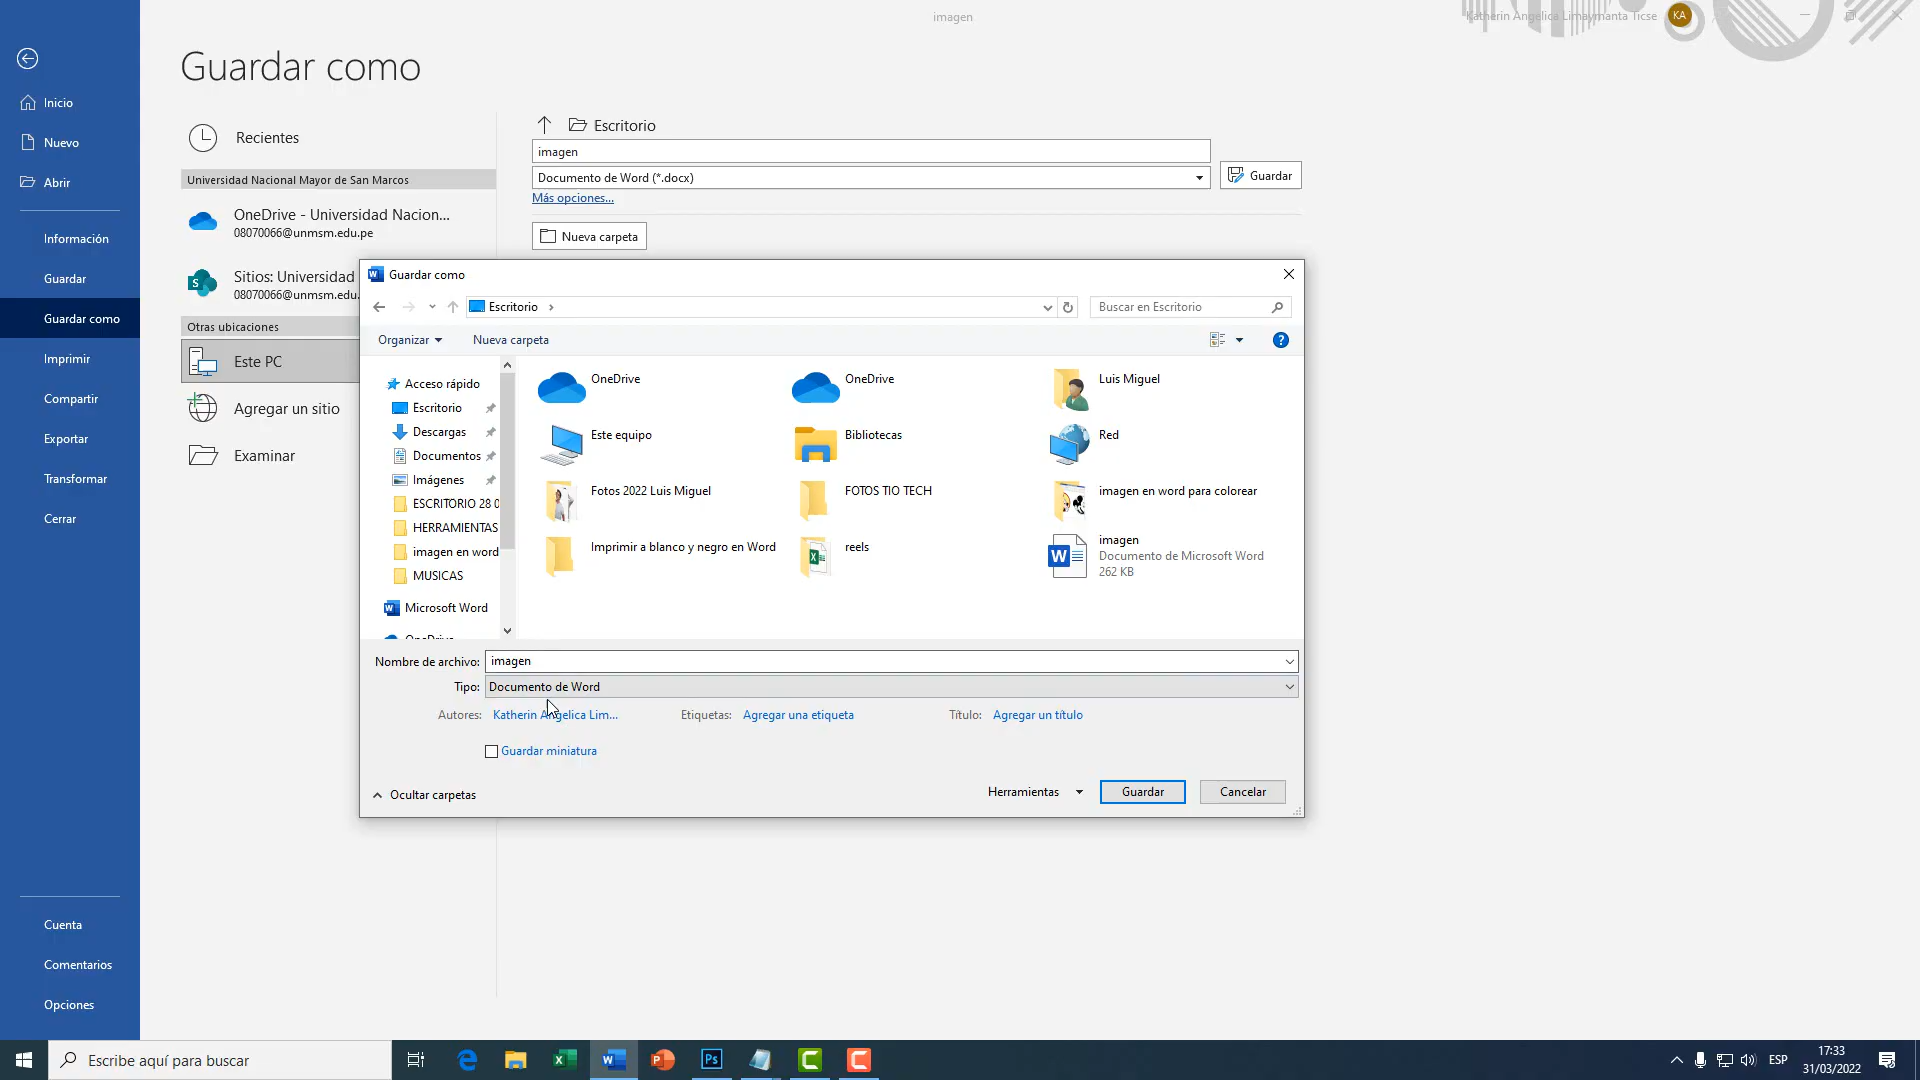 imagen
Katherin Angelica Limaymanta Ticse
KA
Inicio
Nuevo
Abrir
Información
Guardar
Guardar como
Imprimir
Compartir
Exportar
Transformar
Cerrar
Cuenta
Comentarios
Opciones
Guardar como
Recientes
Universidad Nacional Mayor de San Marcos
OneDrive - Universidad Nacion...
08070066@unmsm.edu.pe
Sitios: Universidad
08070066@unmsm.edu.
Otras ubicaciones
Este PC
Agregar un sitio
Examinar
Escritorio
imagen
Documento de Word (*.docx)
Guardar
Más opciones...
Nueva carpeta
Guardar como
Escritorio
Buscar en Escritorio
Organizar
Nueva carpeta
Acceso rápido
Escritorio
Descargas
Documentos
Imágenes
ESCRITORIO 28 0
HERRAMIENTAS
imagen en word
MUSICAS
Microsoft Word
OneDrive
OneDrive
OneDrive
Luis Miguel
Este equipo
Bibliotecas
Red
Fotos 2022 Luis Miguel
FOTOS TIO TECH
imagen en word para colorear
Imprimir a blanco y negro en Word
reels
imagen
Documento de Microsoft Word
262 KB
Nombre de archivo: imagen
Tipo: Documento de Word
Autores: Katherin Angelica Lim...
Etiquetas: Agregar una etiqueta
Título: Agregar un título
Guardar miniatura
Ocultar carpetas
Herramientas
Guardar
Cancelar
Escribe aquí para buscar
ESP
17:33
31/03/2022